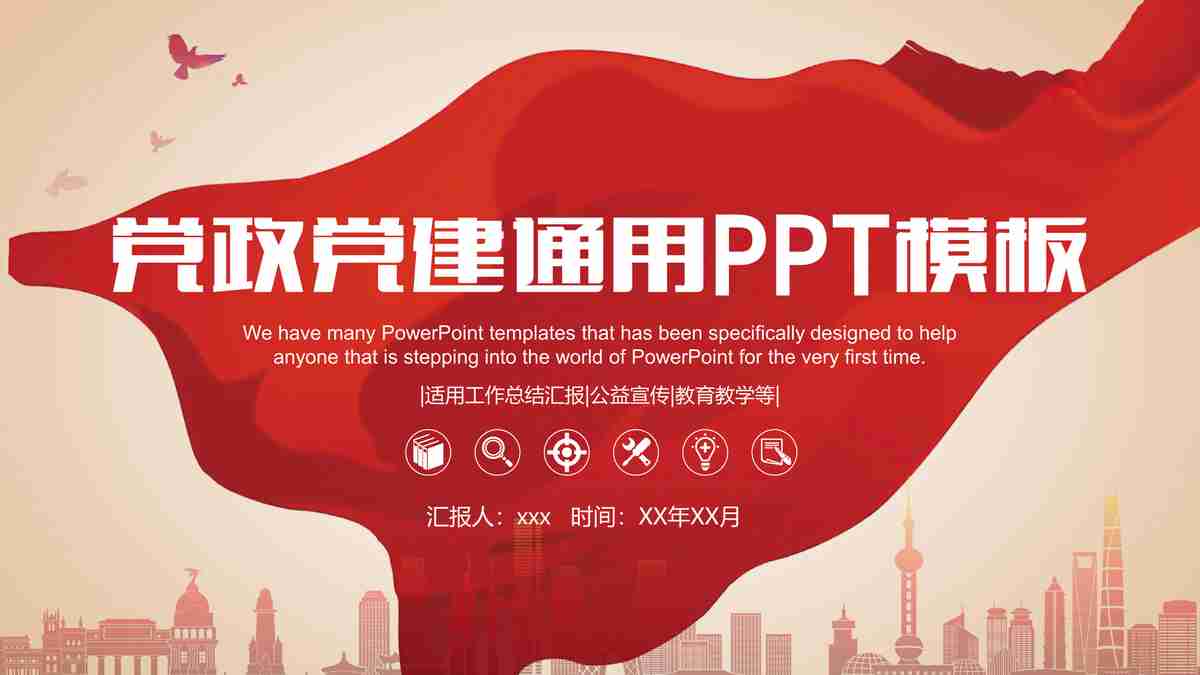 党政党建通用PPT模板
We have many PowerPoint templates that has been specifically designed to help
anyone that is stepping into the world of PowerPoint for the very first time.
|适用工作总结汇报|公益宣传|教育教学等|
汇报人：xxx 时间：XX年XX月